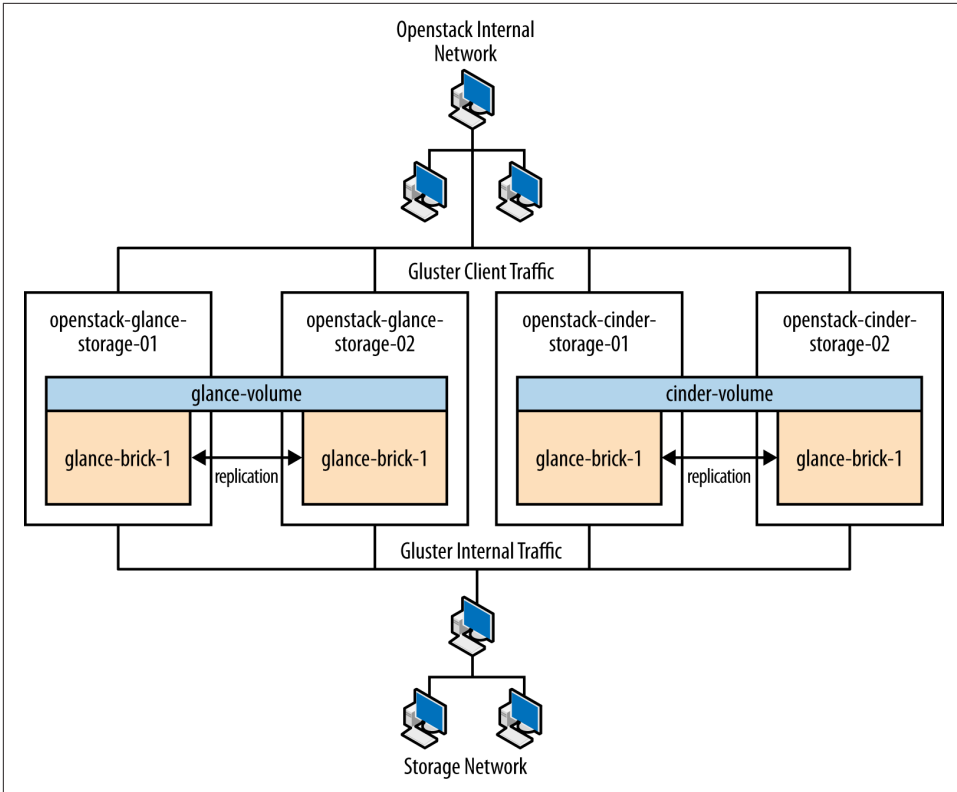 Openstack Internal
Network
Gluster Client Traffic
openstack-glance-
storage-01
openstack-glance-
storage-02
openstack-cinder-
storage-01
openstack-cinder-
storage-02
glance-volume
cinder-volume
glance-brick-1
replication
glance-brick-1
glance-brick-1
replication
glance-brick-1
Gluster Internal Traffic
Storage Network